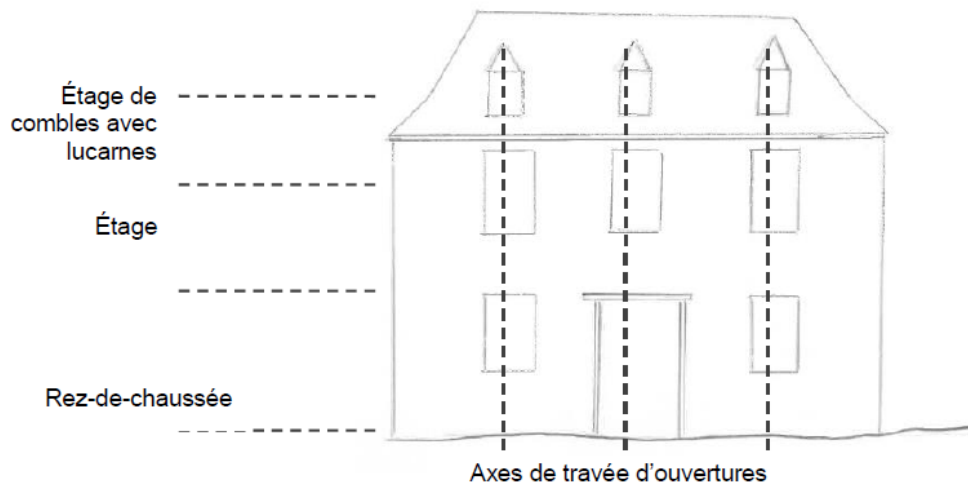 Étage de
combles avec
lucarnes
Étage
Rez-de-chaussée
Axes de travée d'ouvertures